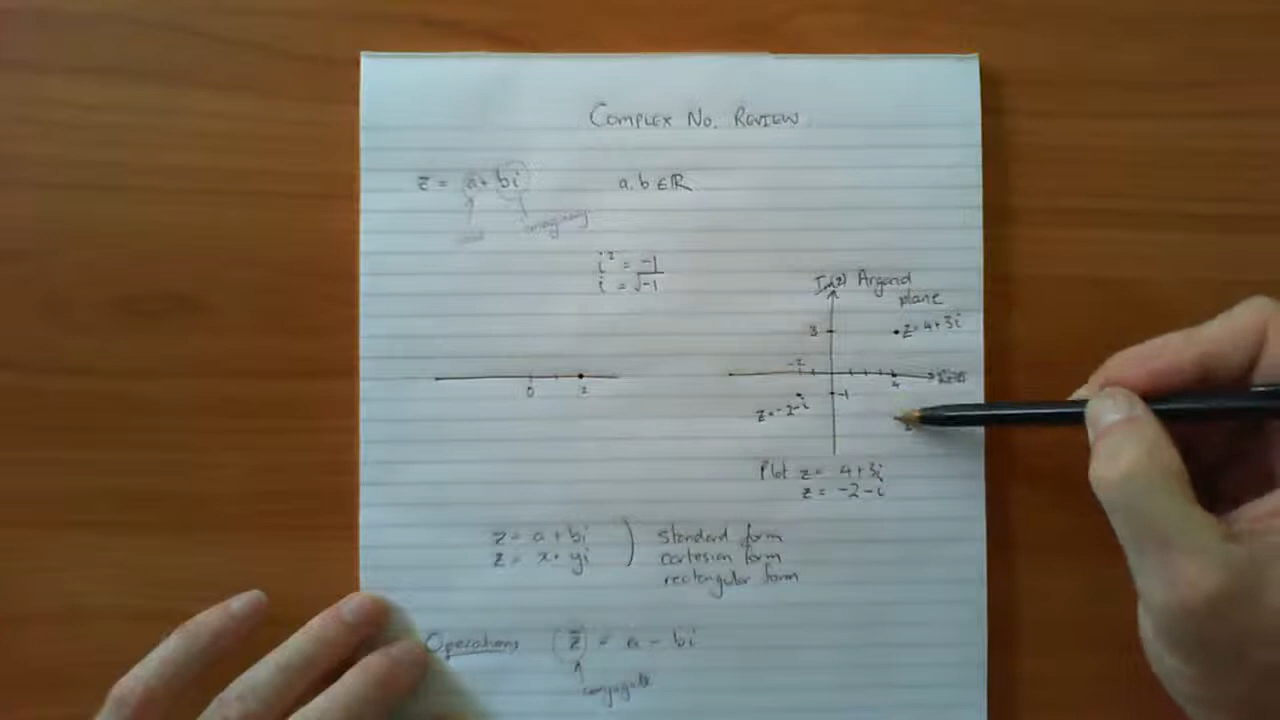 COMPLEX NO. REVIEW
z = a + bi
a, b ∈ ℝ
imaginary
i² = -1
i = √-1
Im(z) Argand
plane
3
z = 4+3i
-2
4
-1
z = -2-i
0
2
Plot z = 4+3i
z = -2-i
z = a + bi ) standard form
z = x + yi cartesian form
rectangular form
Operations z̄ = a - bi
conjugate